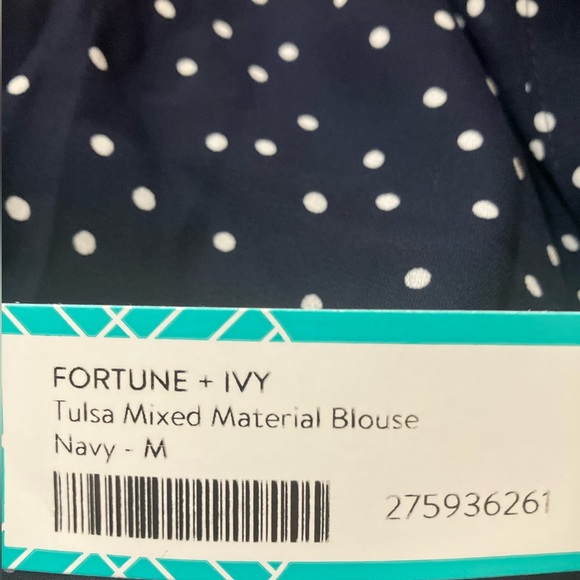 FORTUNE + IVY
Tulsa Mixed Material Blouse
Navy - M
275936261